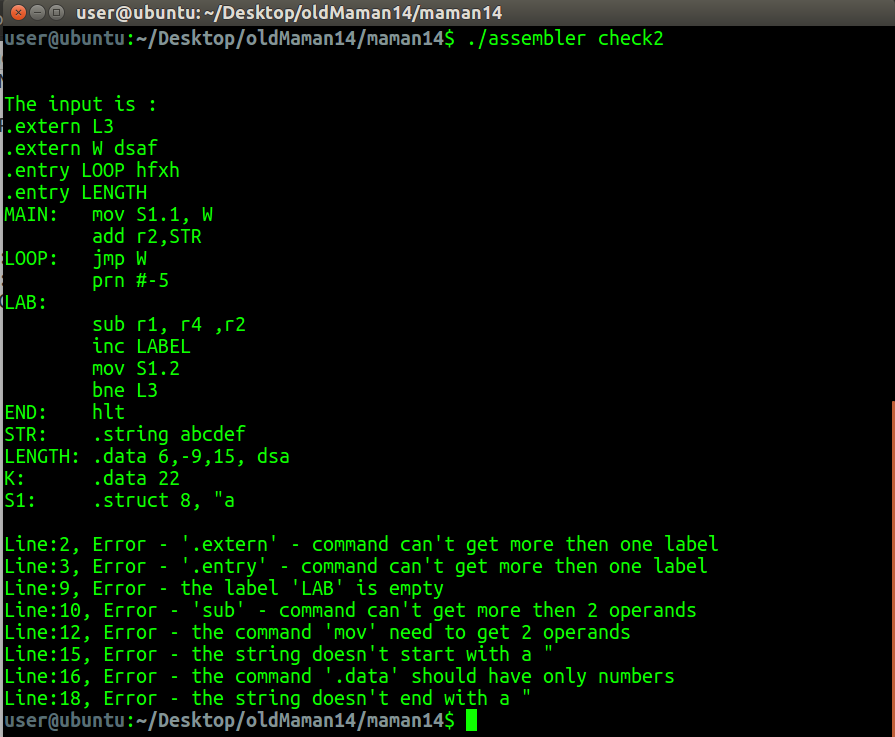 user@ubuntu: ~/Desktop/oldMaman14/maman14
user@ubuntu:~/Desktop/oldMaman14/maman14$ ./assembler check2
The input is :
.extern L3
.extern W dsaf
.entry LOOP hfxh
.entry LENGTH
MAIN:   mov S1.1, W
        add r2,STR
LOOP:   jmp W
        prn #-5
LAB:
        sub r1, r4 ,r2
        inc LABEL
        mov S1.2
        bne L3
END:    hlt
STR:    .string abcdef
LENGTH: .data 6,-9,15, dsa
K:      .data 22
S1:     .struct 8, "a
Line:2, Error - '.extern' - command can't get more then one label
Line:3, Error - '.entry' - command can't get more then one label
Line:9, Error - the label 'LAB' is empty
Line:10, Error - 'sub' - command can't get more then 2 operands
Line:12, Error - the command 'mov' need to get 2 operands
Line:15, Error - the string doesn't start with a "
Line:16, Error - the command '.data' should have only numbers
Line:18, Error - the string doesn't end with a "
user@ubuntu:~/Desktop/oldMaman14/maman14$